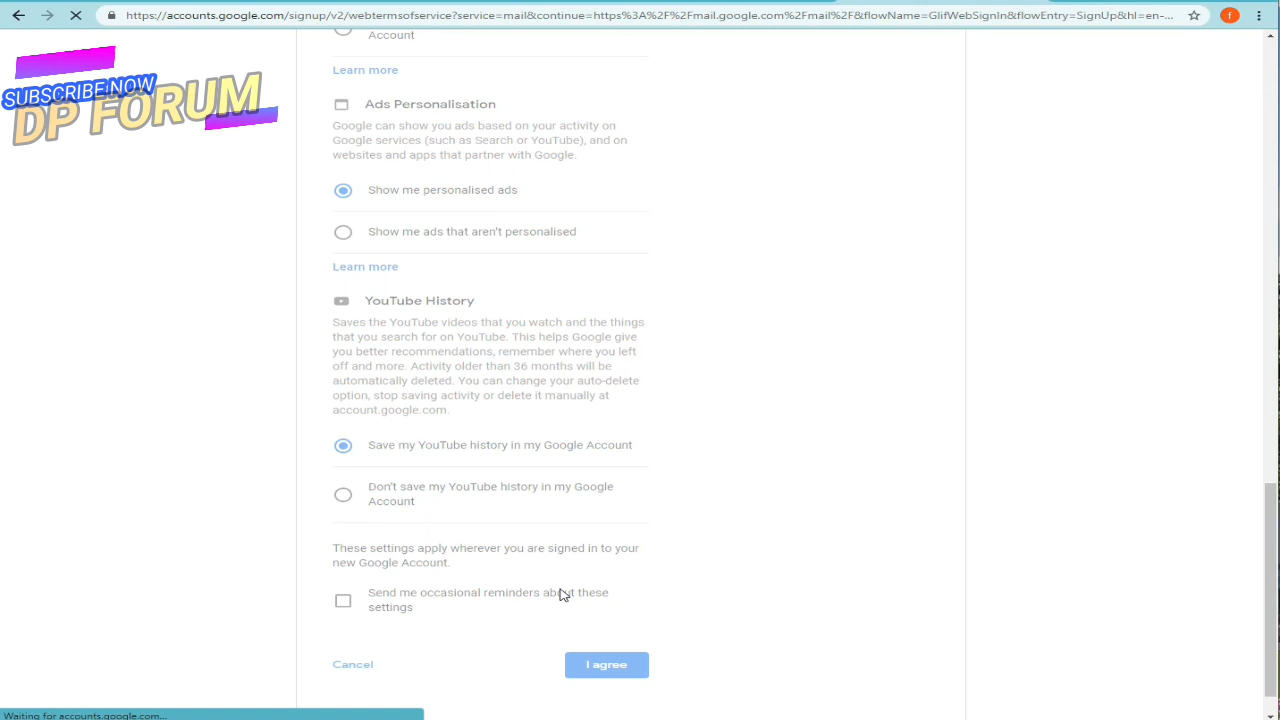 https://accounts.google.com/signup/v2/webtermsofservice?service=mail&continue=https%3A%2F%2Fmail.google.com%2Fmail%2F&flowName=GlifWebSignIn&flowEntry=SignUp&hl=en-...
f
Account
Learn more
SUBSCRIBE NOW
DP FORUM
Ads Personalisation
Google can show you ads based on your activity on
Google services (such as Search or YouTube), and on
websites and apps that partner with Google.
Show me personalised ads
Show me ads that aren't personalised
Learn more
YouTube History
Saves the YouTube videos that you watch and the things
that you search for on YouTube. This helps Google give
you better recommendations, remember where you left
off and more. Activity older than 36 months will be
automatically deleted. You can change your auto-delete
option, stop saving activity or delete it manually at
account.google.com.
Save my YouTube history in my Google Account
Don't save my YouTube history in my Google
Account
These settings apply wherever you are signed in to your
new Google Account.
Send me occasional reminders about these
settings
Cancel
I agree
Waiting for accounts.google.com...